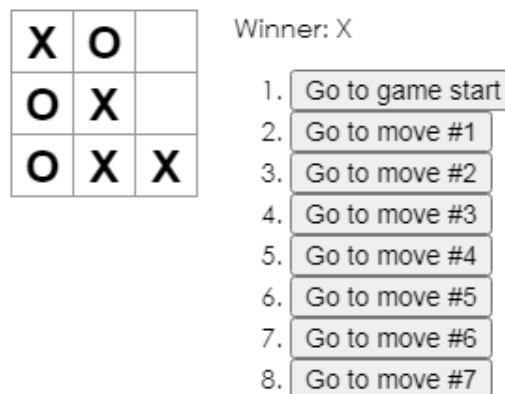 X O
O X
O X X
Winner: X
1. Go to game start
2. Go to move #1
3. Go to move #2
4. Go to move #3
5. Go to move #4
6. Go to move #5
7. Go to move #6
8. Go to move #7